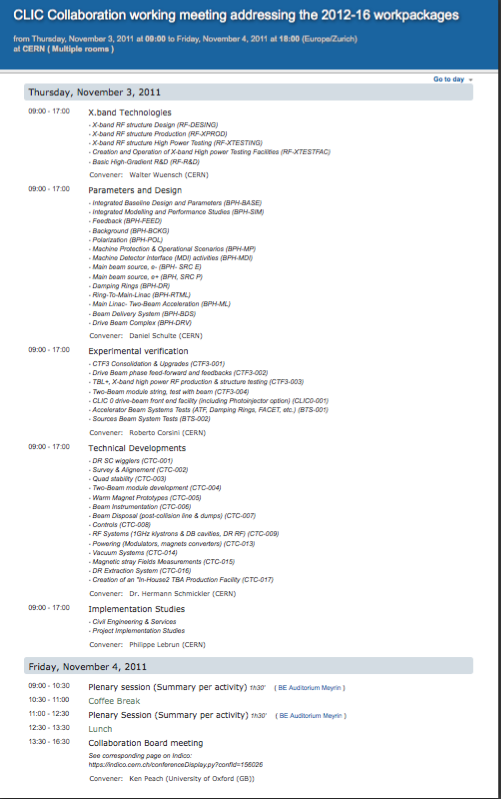 CLIC Collaboration working meeting addressing the 2012-16 workpackages
from Thursday, November 3, 2011 at 09:00 to Friday, November 4, 2011 at 18:00 (Europe/Zurich)
at CERN ( Multiple rooms )
Go to day
Thursday, November 3, 2011
09:00 - 17:00 X.band Technologies
- X-band RF structure Design (RF-DESING)
- X-band RF structure Production (RF-XPROD)
- X-band RF structure High Power Testing (RF-XTESTING)
- Creation and Operation of X-band High power Testing Facilities (RF-XTESTFAC)
- Basic High-Gradient R&D (RF-R&D)
Convener: Walter Wuensch (CERN)
09:00 - 17:00 Parameters and Design
- Integrated Baseline Design and Parameters (BPH-BASE)
- Integrated Modelling and Performance Studies (BPH-SIM)
- Feedback (BPH-FEED)
- Background (BPH-BCKG)
- Polarization (BPH-POL)
- Machine Protection & Operational Scenarios (BPH-MP)
- Machine Detector Interface (MDI) activities (BPH-MDI)
- Main beam source, e- (BPH- SRC E)
- Main beam source, e+ (BPH, SRC P)
- Damping Rings (BPH-DR)
- Ring-To-Main-Linac (BPH-RTML)
- Main Linac- Two-Beam Acceleration (BPH-ML)
- Beam Delivery System (BPH-BDS)
- Drive Beam Complex (BPH-DRV)
Convener: Daniel Schulte (CERN)
09:00 - 17:00 Experimental verification
- CTF3 Consolidation & Upgrades (CTF3-001)
- Drive Beam phase feed-forward and feedbacks (CTF3-002)
- TBL+, X-band high power RF production & structure testing (CTF3-003)
- Two-Beam module string, test with beam (CTF3-004)
- CLIC 0 drive-beam front end facility (including Photoinjector option) (CLIC0-001)
- Accelerator Beam Systems Tests (ATF, Damping Rings, FACET, etc.) (BTS-001)
- Sources Beam System Tests (BTS-002)
Convener: Roberto Corsini (CERN)
09:00 - 17:00 Technical Developments
- DR SC wigglers (CTC-001)
- Survey & Alignement (CTC-002)
- Quad stability (CTC-003)
- Two-Beam module development (CTC-004)
- Warm Magnet Prototypes (CTC-005)
- Beam Instrumentation (CTC-006)
- Beam Disposal (post-collision line & dumps) (CTC-007)
- Controls (CTC-008)
- RF Systems (1GHz klystrons & DB cavities, DR RF) (CTC-009)
- Powering (Modulators, magnets converters) (CTC-013)
- Vacuum Systems (CTC-014)
- Magnetic stray Fields Measurements (CTC-015)
- DR Extraction System (CTC-016)
- Creation of an "In-House2 TBA Production Facility (CTC-017)
Convener: Dr. Hermann Schmickler (CERN)
09:00 - 17:00 Implementation Studies
- Civil Engineering & Services
- Project Implementation Studies
Convener: Philippe Lebrun (CERN)
Friday, November 4, 2011
09:00 - 10:30 Plenary session (Summary per activity) 1h30' ( BE Auditorium Meyrin )
10:30 - 11:00 Coffee Break
11:00 - 12:30 Plenary Session (Summary per activity) 1h30' ( BE Auditorium Meyrin )
12:30 - 13:30 Lunch
13:30 - 16:30 Collaboration Board meeting
See corresponding page on Indico:
https://indico.cern.ch/conferenceDisplay.py?confId=156026
Convener: Ken Peach (University of Oxford (GB))